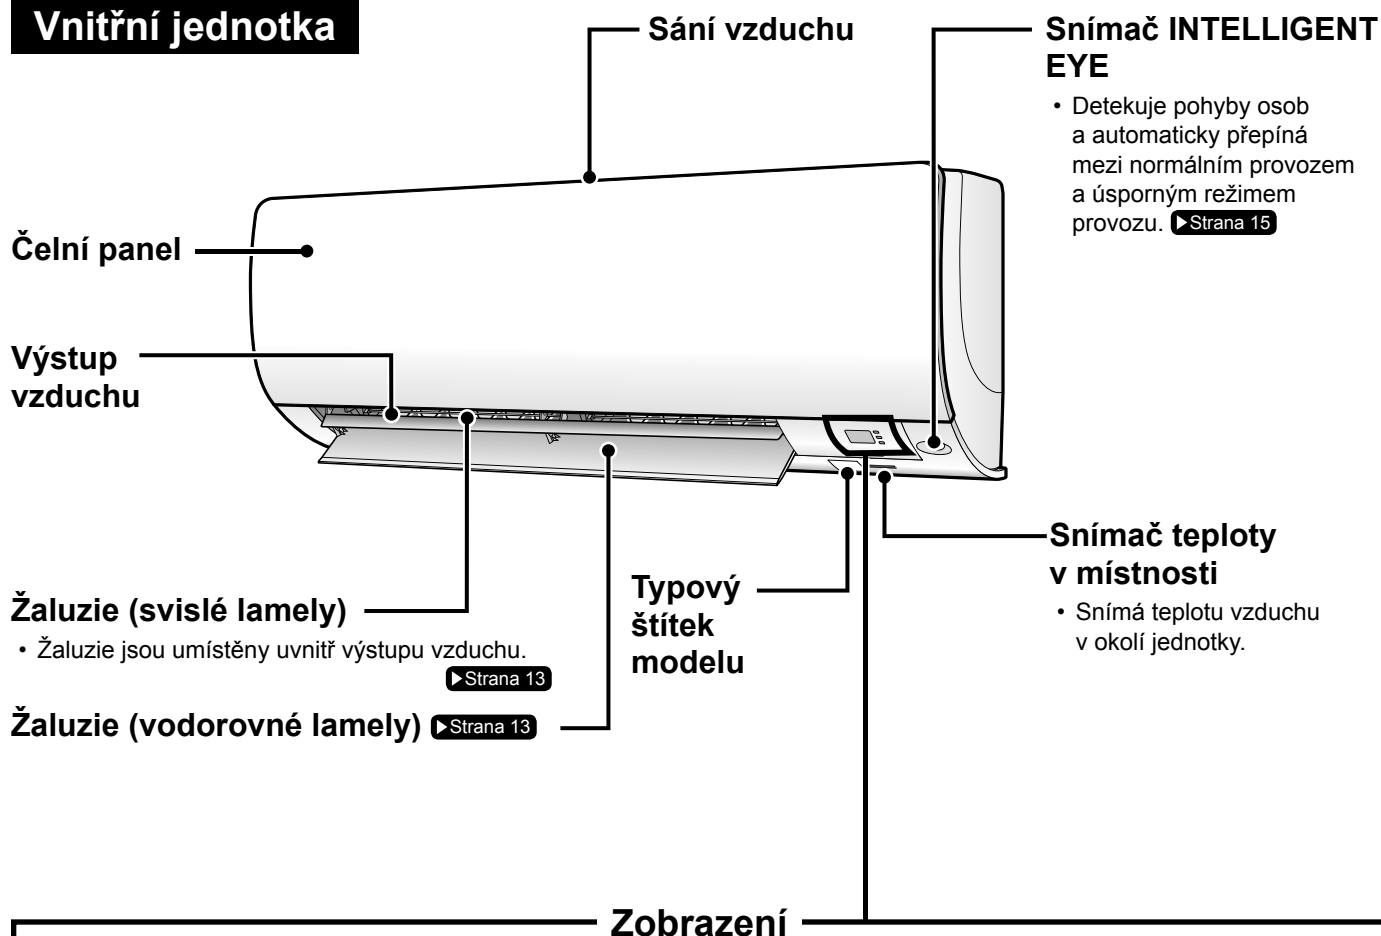 Vnitřní jednotka
Sání vzduchu
Snímač INTELLIGENT
EYE
• Detekuje pohyby osob
a automaticky přepíná
mezi normálním provozem
a úsporným režimem
provozu. ▶Strana 15
Čelní panel
Výstup
vzduchu
Snímač teploty
v místnosti
• Snímá teplotu vzduchu
v okolí jednotky.
Typový
štítek
modelu
Žaluzie (svislé lamely)
• Žaluzie jsou umístěny uvnitř výstupu vzduchu.
▶Strana 13
Žaluzie (vodorovné lamely) ▶Strana 13
Zobrazení